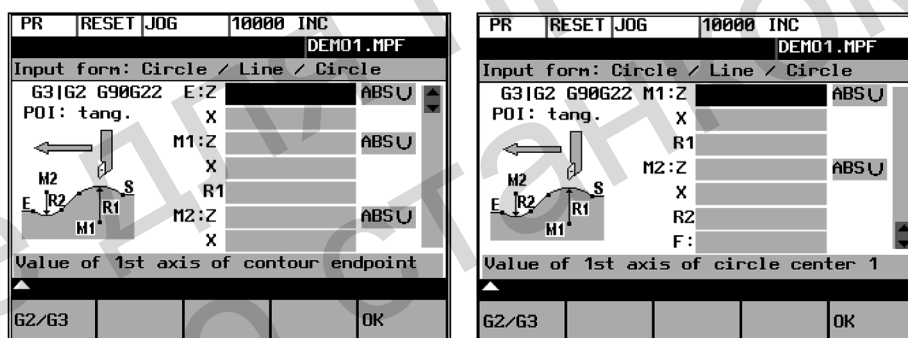 PR RESET JOG 10000 INC
DEMO1.MPF
Input form: Circle / Line / Circle
G3|G2 G90G22 E:Z ABS
POI: tang. X
M1:Z ABS
X
M2 S R1
E R2 R1 M2:Z ABS
M1 X
Value of 1st axis of contour endpoint
G2/G3 OK
PR RESET JOG 10000 INC
DEMO1.MPF
Input form: Circle / Line / Circle
G3|G2 G90G22 M1:Z ABS
POI: tang. X
R1
M2:Z ABS
M2 S X
E R2 R1 R2
M1 F:
Value of 1st axis of circle center 1
G2/G3 OK